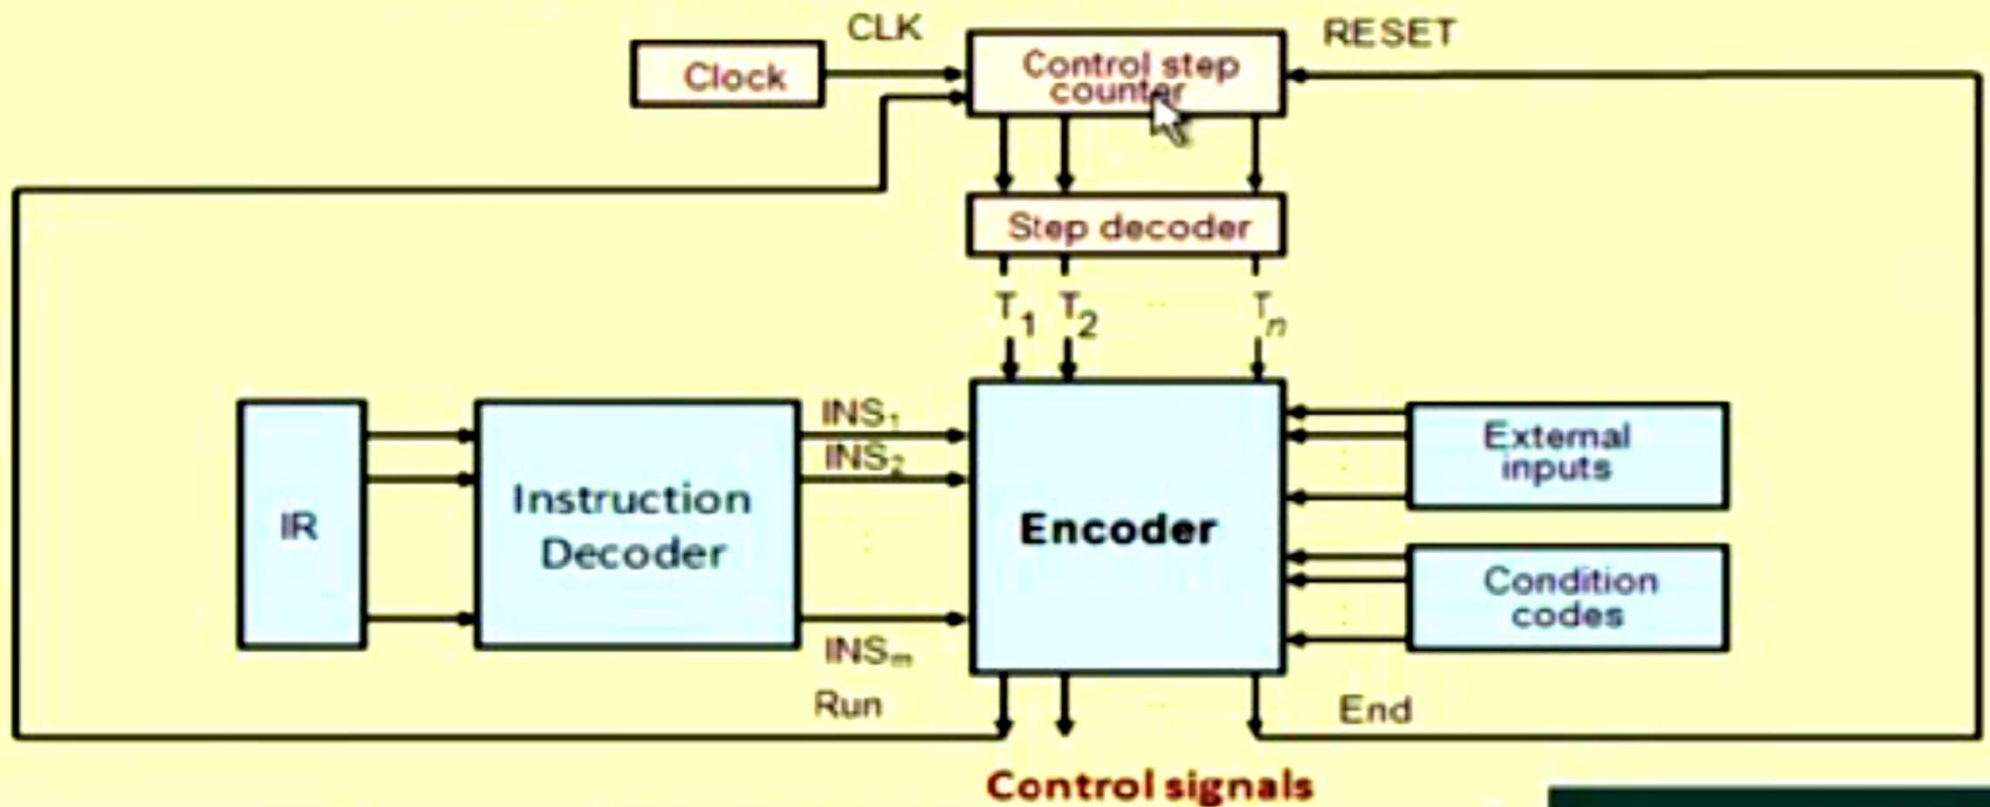 CLK
RESET
Clock
Control step
counter
Step decoder
T1
T2
Tn
IR
Instruction
Decoder
INS1
INS2
INSm
Encoder
External
inputs
Condition
codes
Run
End
Control signals